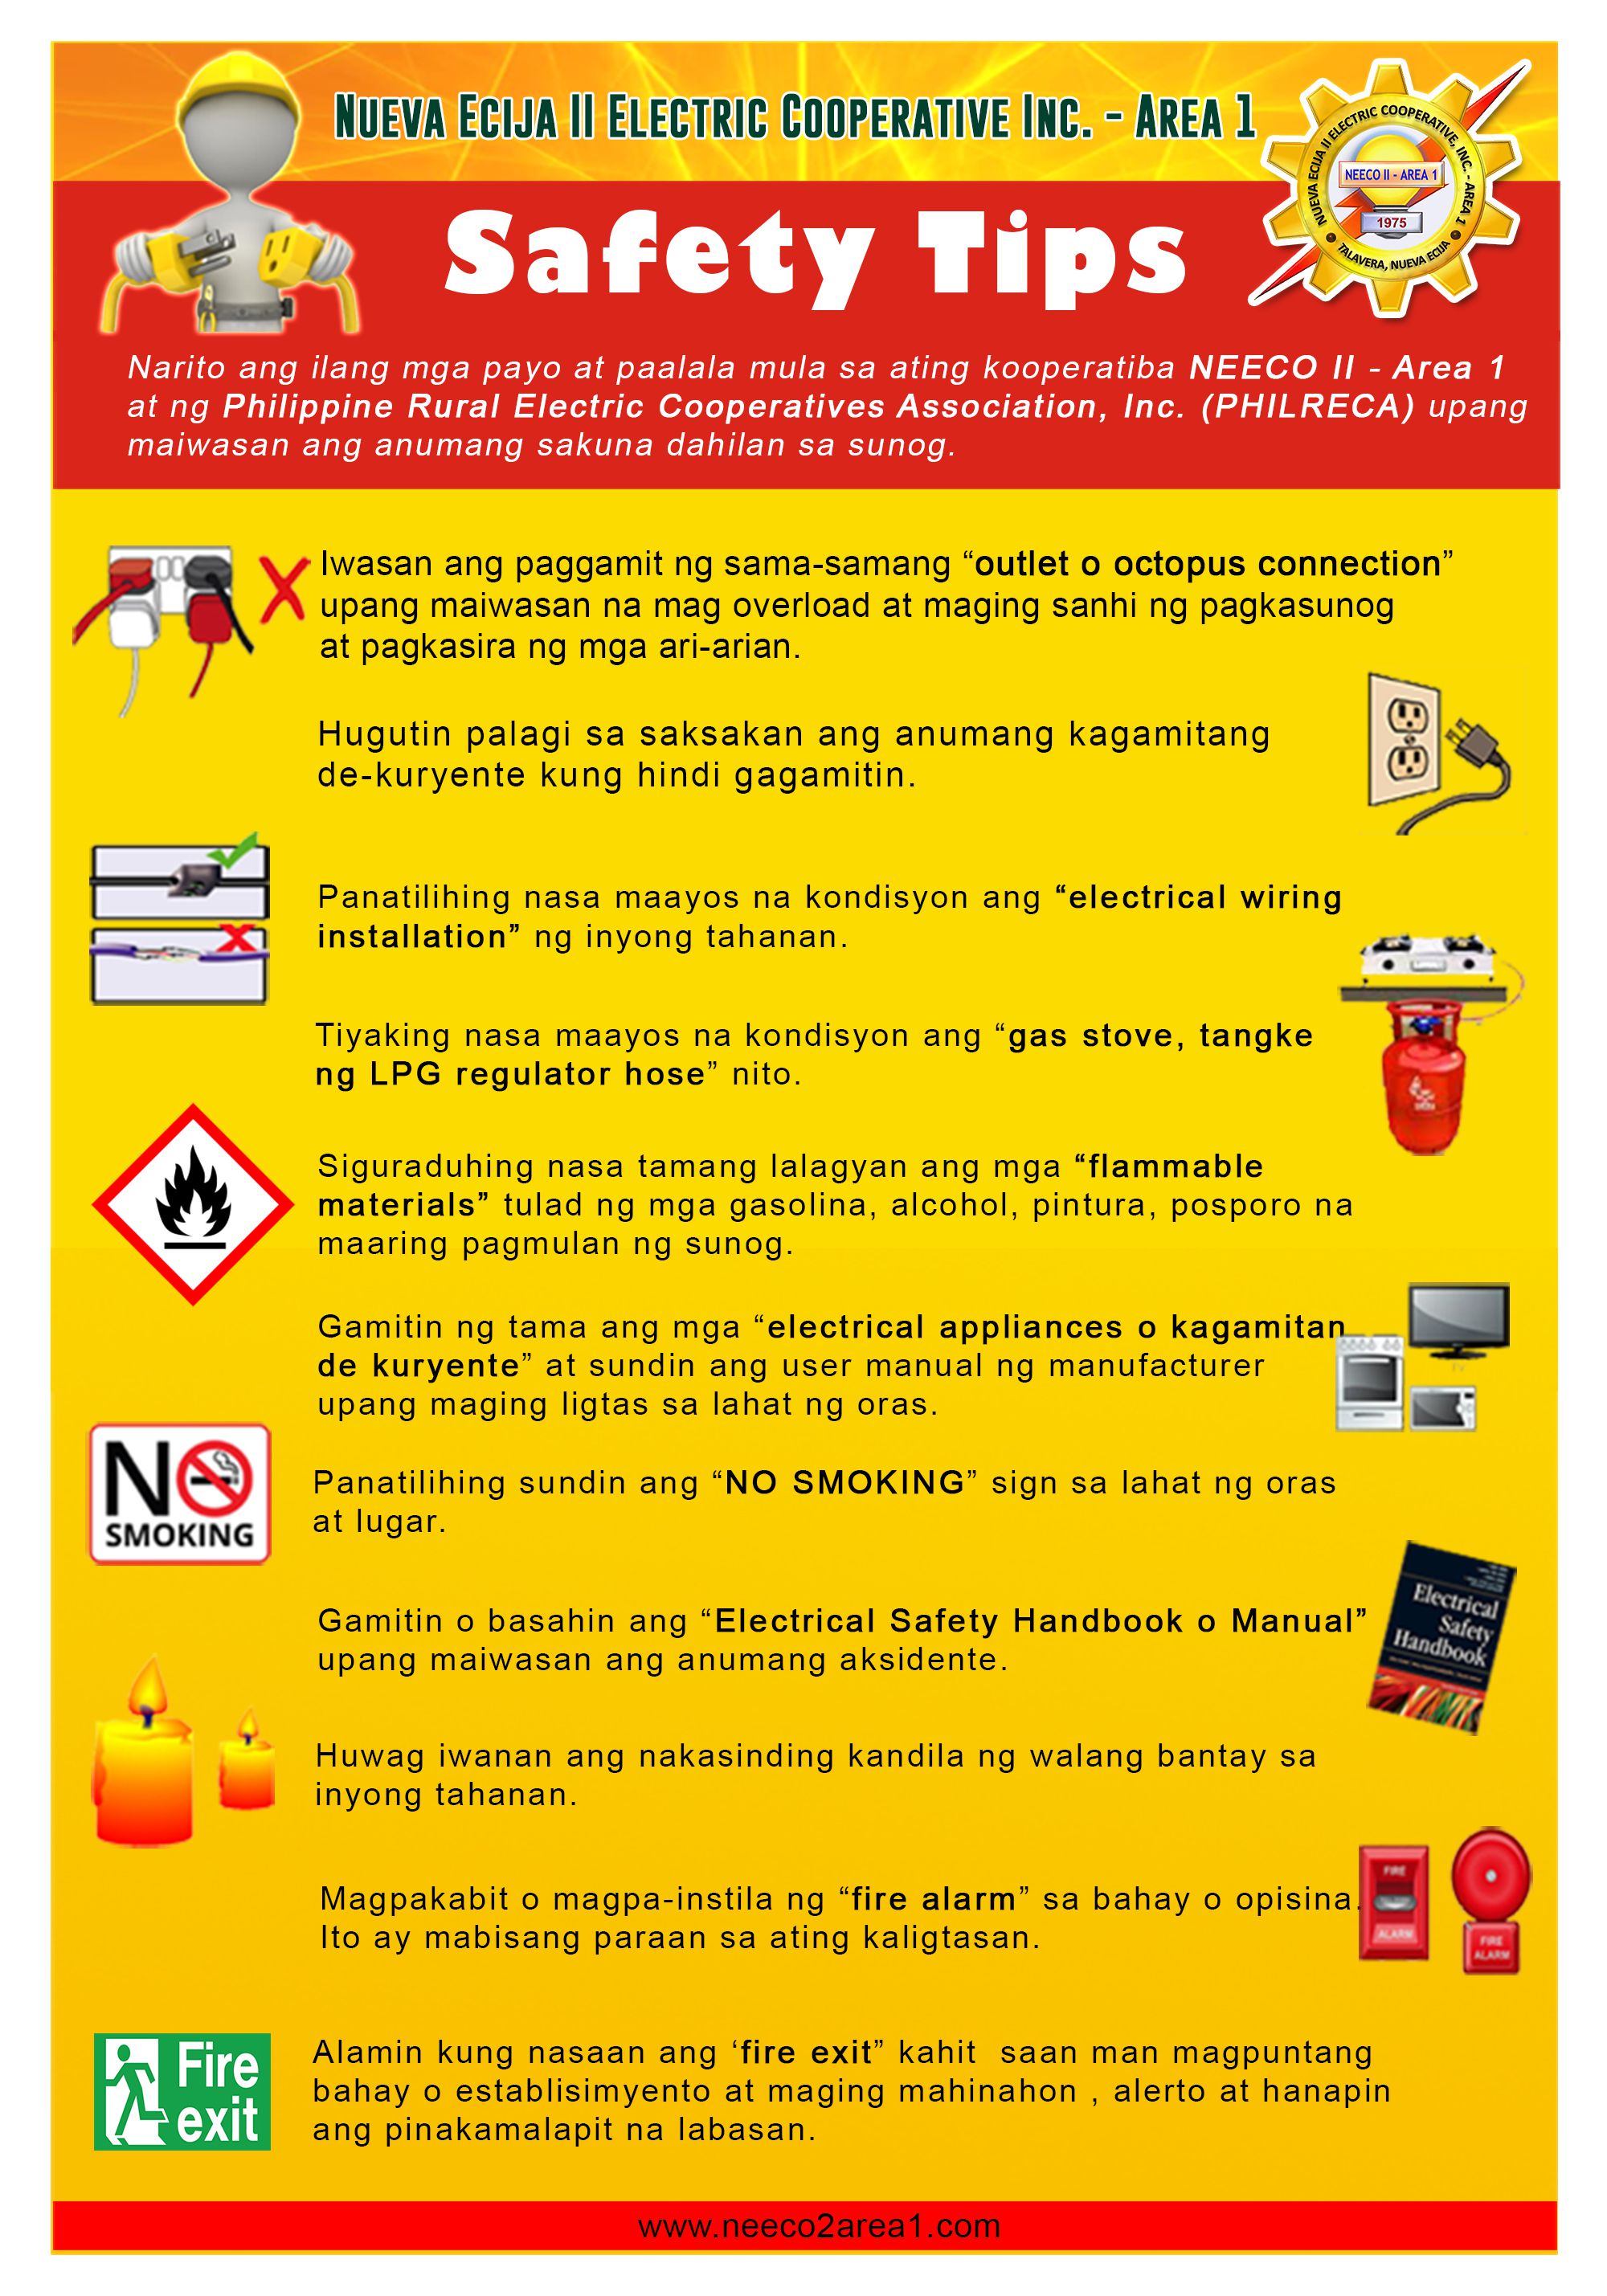 Nueva Ecija II Electric Cooperative Inc. - Area 1
NUEVA ECIJA II ELECTRIC COOPERATIVE, INC. - AREA 1
NEECO II - AREA 1
1975
TALAVERA, NUEVA ECIJA
Safety Tips
Narito ang ilang mga payo at paalala mula sa ating kooperatiba NEECO II - Area 1
at ng Philippine Rural Electric Cooperatives Association, Inc. (PHILRECA) upang
maiwasan ang anumang sakuna dahilan sa sunog.
Iwasan ang paggamit ng sama-samang “outlet o octopus connection”
upang maiwasan na mag overload at maging sanhi ng pagkasunog
at pagkasira ng mga ari-arian.
Hugutin palagi sa saksakan ang anumang kagamitang
de-kuryente kung hindi gagamitin.
Panatilihing nasa maayos na kondisyon ang “electrical wiring
installation” ng inyong tahanan.
Tiyaking nasa maayos na kondisyon ang “gas stove, tangke
ng LPG regulator hose” nito.
Siguraduhing nasa tamang lalagyan ang mga “flammable
materials” tulad ng mga gasolina, alcohol, pintura, posporo na
maaring pagmulan ng sunog.
Gamitin ng tama ang mga “electrical appliances o kagamitan
de kuryente” at sundin ang user manual ng manufacturer
upang maging ligtas sa lahat ng oras.
NO
SMOKING
Panatilihing sundin ang “NO SMOKING” sign sa lahat ng oras
at lugar.
Gamitin o basahin ang “Electrical Safety Handbook o Manual”
upang maiwasan ang anumang aksidente.
Electrical
Safety
Handbook
Huwag iwanan ang nakasinding kandila ng walang bantay sa
inyong tahanan.
Magpakabit o magpa-instila ng “fire alarm” sa bahay o opisina.
Ito ay mabisang paraan sa ating kaligtasan.
FIRE
ALARM
FIRE
ALARM
Fire
exit
Alamin kung nasaan ang ‘fire exit” kahit  saan man magpuntang
bahay o establisimyento at maging mahinahon , alerto at hanapin
ang pinakamalapit na labasan.
www.neeco2area1.com